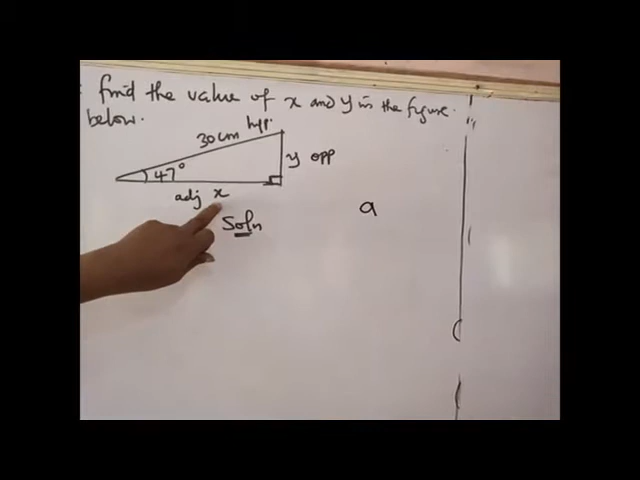 : find the value of x and y in the figure.
below.
30cm hyp.
y opp
47°
adj x
Soln
a